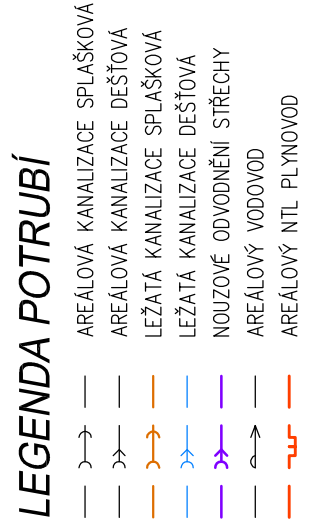 LEGENDA POTRUBÍ
AREÁLOVÁ KANALIZACE SPLAŠKOVÁ
AREÁLOVÁ KANALIZACE DEŠŤOVÁ
LEŽATÁ KANALIZACE SPLAŠKOVÁ
LEŽATÁ KANALIZACE DEŠŤOVÁ
NOUZOVÉ ODVODNĚNÍ STŘECHY
AREÁLOVÝ VODOVOD
AREÁLOVÝ NTL PLYNOVOD